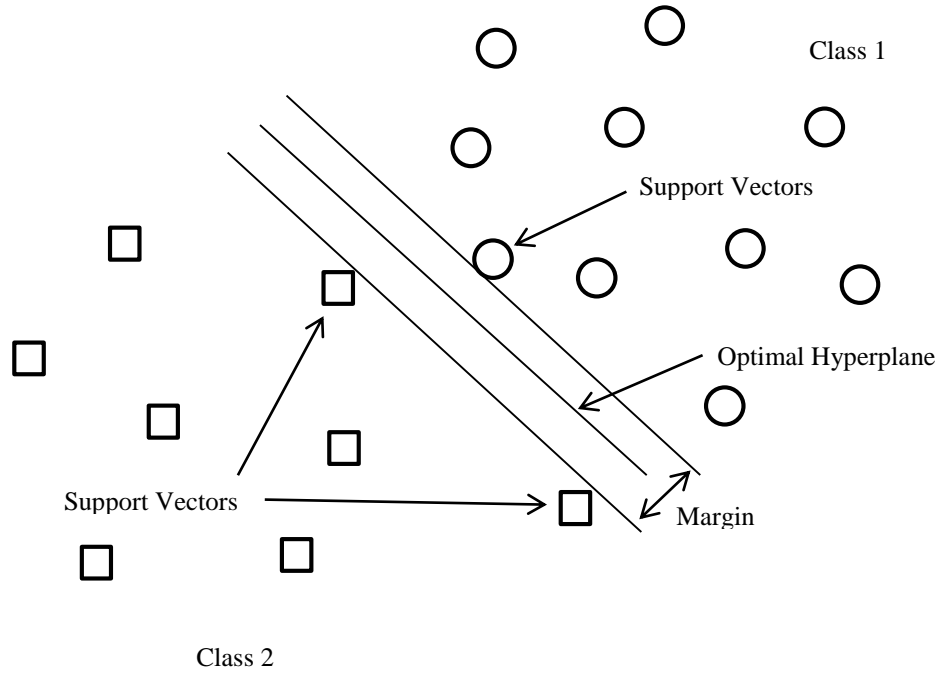 Class 1
Support Vectors
Optimal Hyperplane
Support Vectors
Margin
Class 2